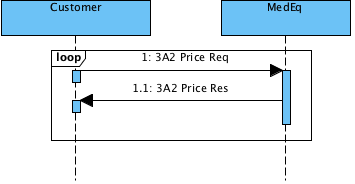 Customer
MedEq
loop
1: 3A2 Price Req
1.1: 3A2 Price Res